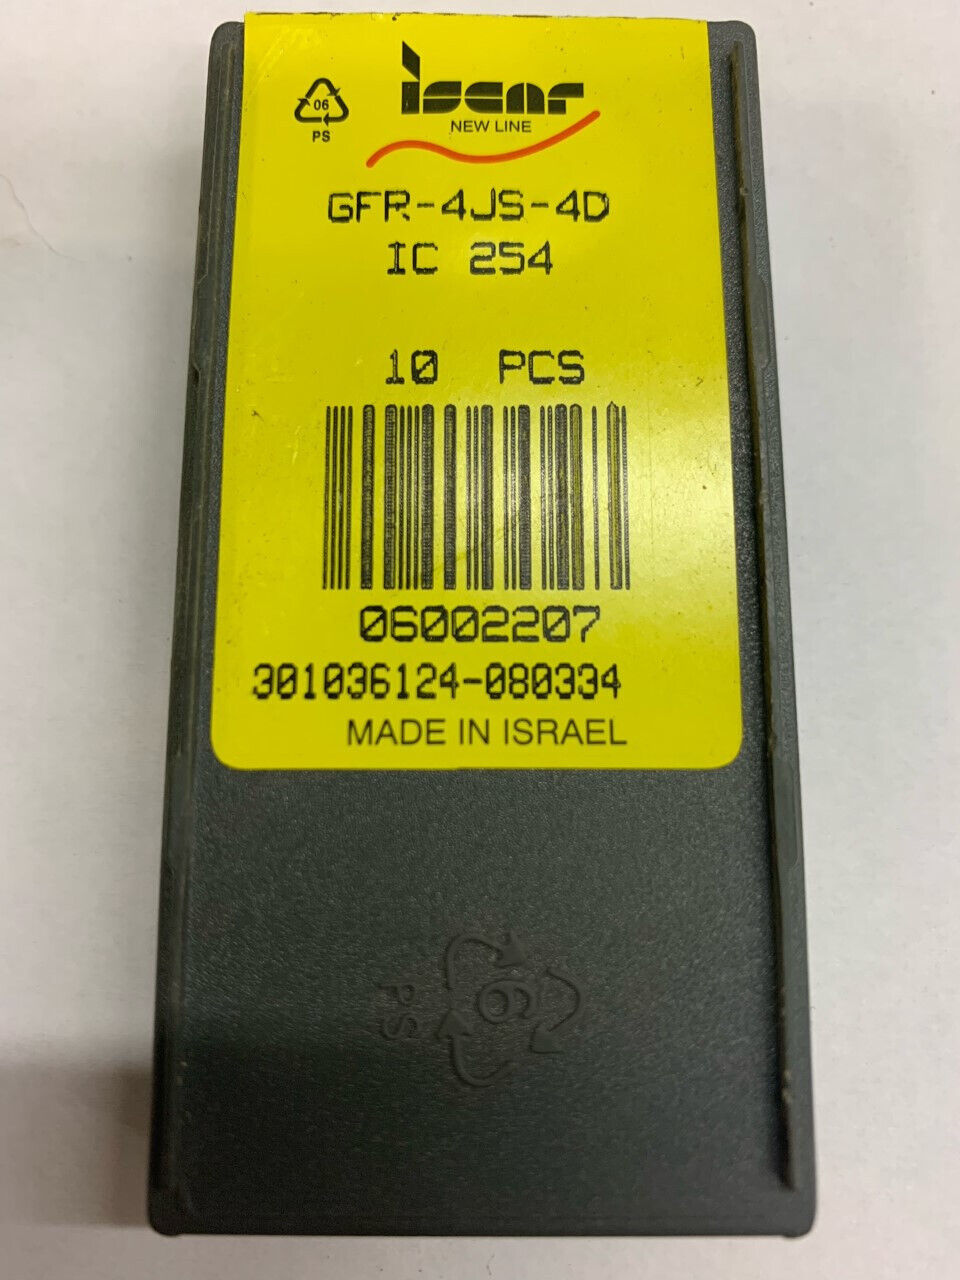 06
PS
iscar
NEW LINE
GFR-4JS-4D
IC 254
10 PCS
06002207
301036124-080334
MADE IN ISRAEL
6
PS